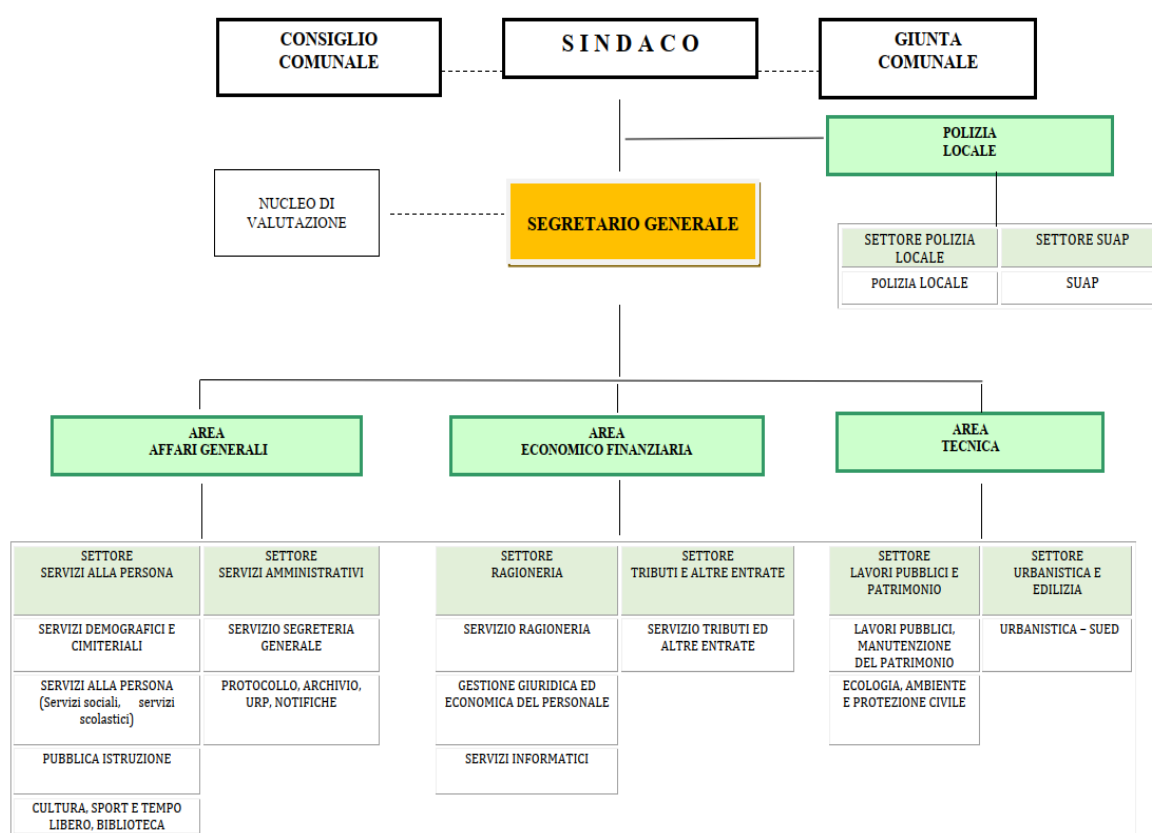 CONSIGLIO
COMUNALE
S I N D A C O
GIUNTA
COMUNALE
POLIZIA
LOCALE
NUCLEO DI
VALUTAZIONE
SEGRETARIO GENERALE
SETTORE POLIZIA
LOCALE
SETTORE SUAP
POLIZIA LOCALE
SUAP
AREA
AFFARI GENERALI
AREA
ECONOMICO FINANZIARIA
AREA
TECNICA
SETTORE
SERVIZI ALLA PERSONA
SETTORE
SERVIZI AMMINISTRATIVI
SERVIZI DEMOGRAFICI E
CIMITERIALI
SERVIZIO SEGRETERIA
GENERALE
SERVIZI ALLA PERSONA
(Servizi sociali, servizi
scolastici)
PROTOCOLLO, ARCHIVIO,
URP, NOTIFICHE
PUBBLICA ISTRUZIONE
CULTURA, SPORT E TEMPO
LIBERO, BIBLIOTECA
SETTORE
RAGIONERIA
SETTORE
TRIBUTI E ALTRE ENTRATE
SERVIZIO RAGIONERIA
SERVIZIO TRIBUTI ED
ALTRE ENTRATE
GESTIONE GIURIDICA ED
ECONOMICA DEL PERSONALE
SERVIZI INFORMATICI
SETTORE
LAVORI PUBBLICI E
PATRIMONIO
SETTORE
URBANISTICA E
EDILIZIA
LAVORI PUBBLICI,
MANUTENZIONE
DEL PATRIMONIO
URBANISTICA – SUED
ECOLOGIA, AMBIENTE
E PROTEZIONE CIVILE